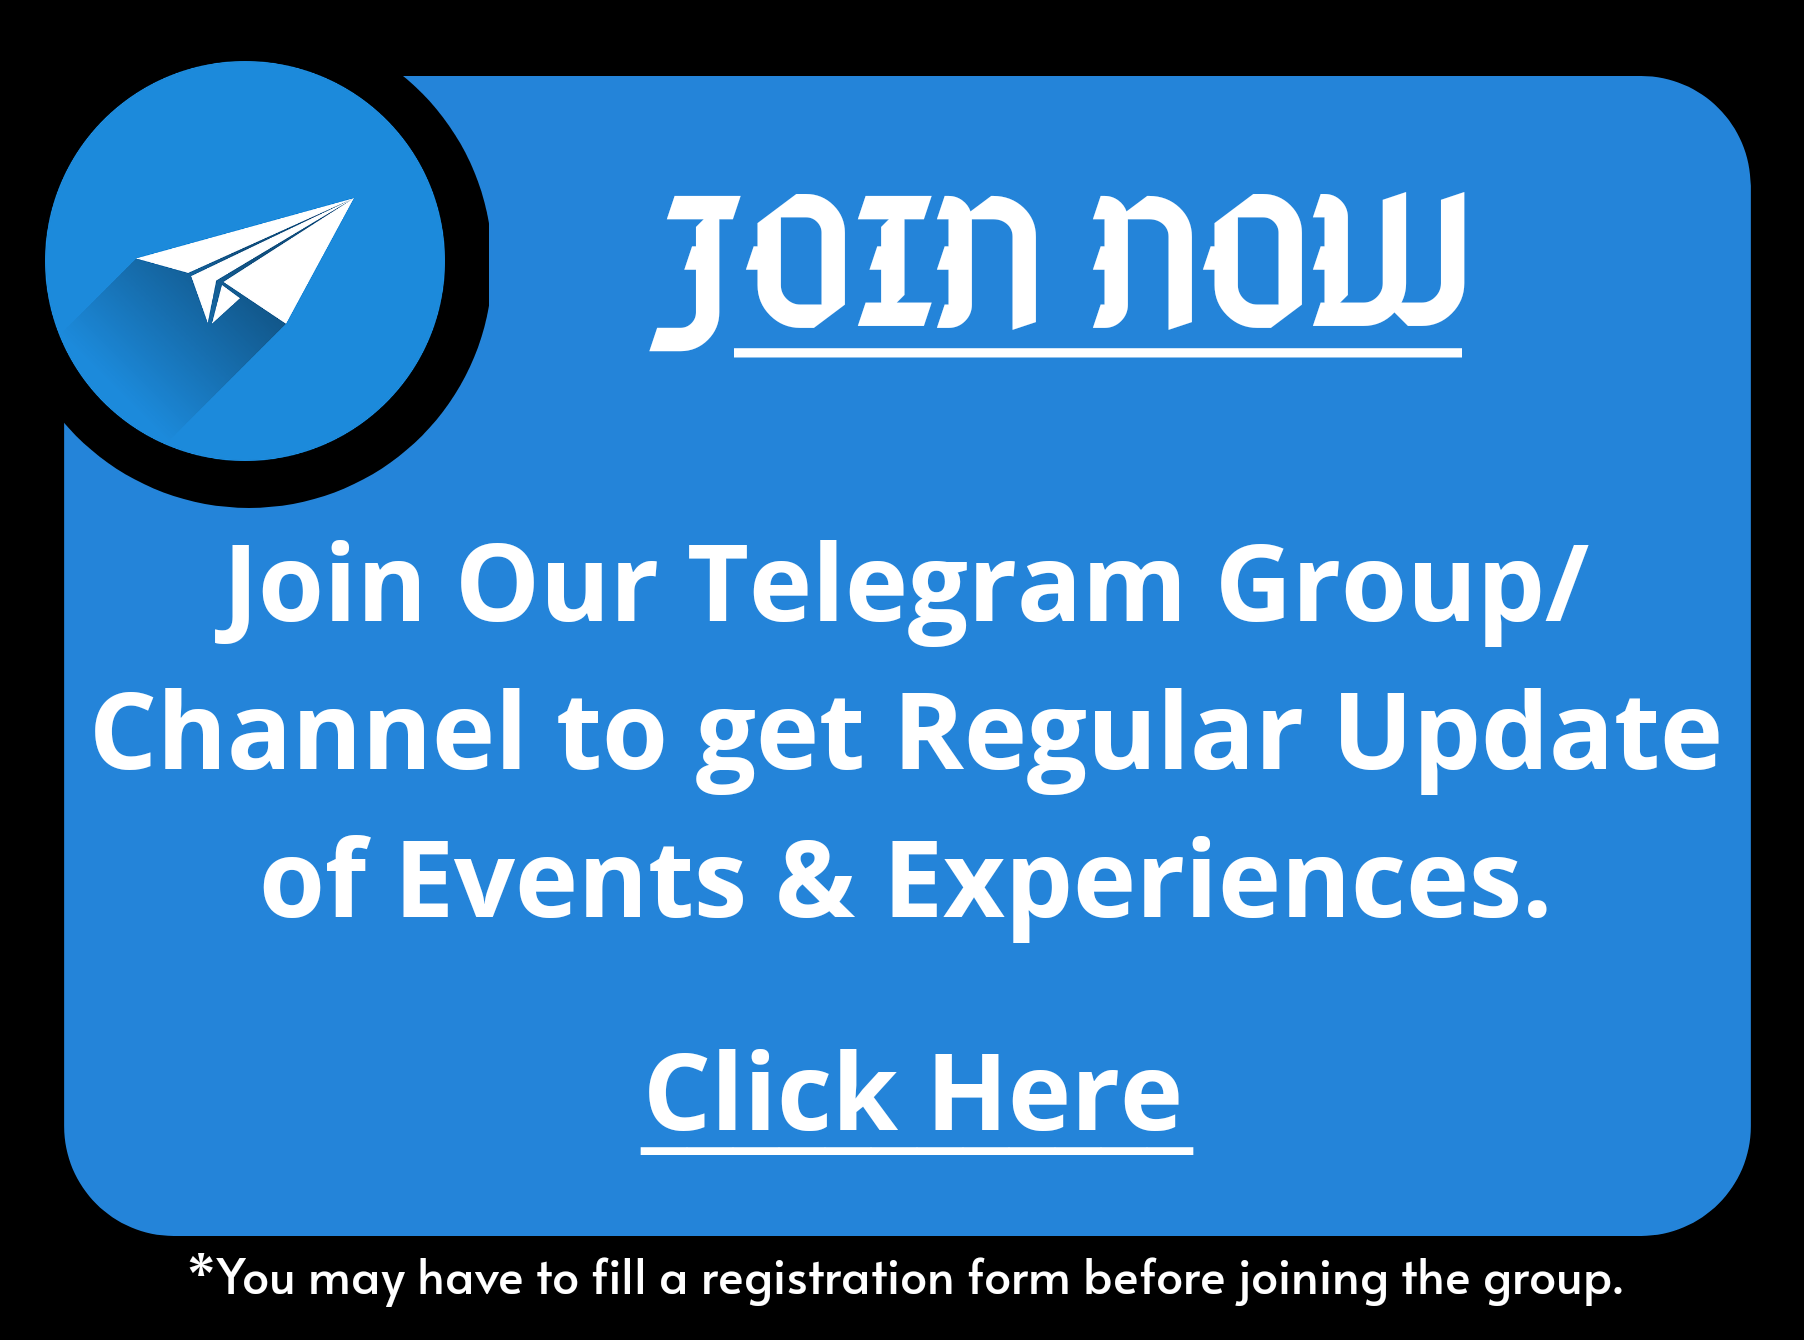 JOIN NOW
Join Our Telegram Group/
Channel to get Regular Update
of Events & Experiences.
Click Here
*You may have to fill a registration form before joining the group.